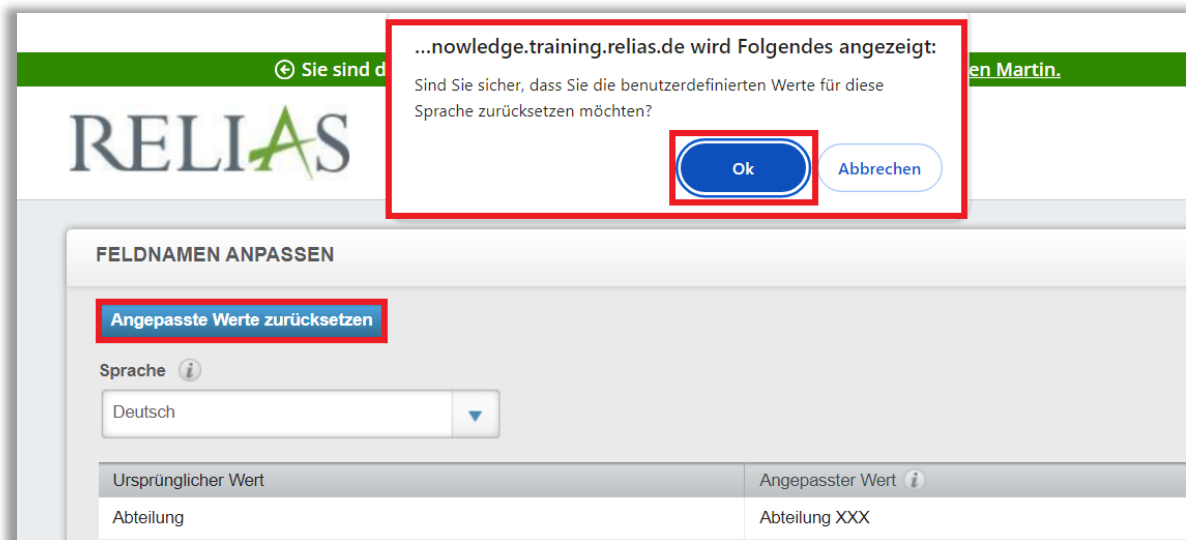 ...nowledge.training.relias.de wird Folgendes angezeigt:
Sie sind d
en Martin.
Sind Sie sicher, dass Sie die benutzerdefinierten Werte für diese
Sprache zurücksetzen möchten?
RELIAS
Ok Abbrechen
FELDNAMEN ANPASSEN
Angepasste Werte zurücksetzen
Sprache i
Deutsch
Ursprünglicher Wert Angepasster Wert i
Abteilung Abteilung XXX